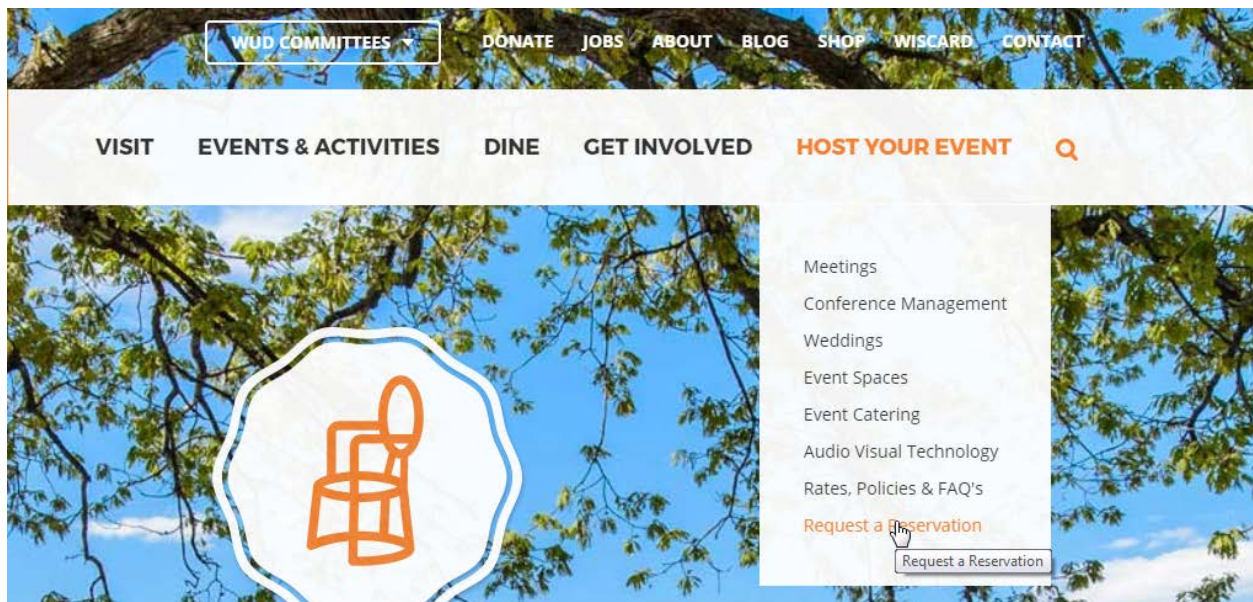 WUD COMMITTEES DONATE JOBS ABOUT BLOG SHOP WISCARD CONTACT
VISIT EVENTS & ACTIVITIES DINE GET INVOLVED HOST YOUR EVENT
Meetings
Conference Management
Weddings
Event Spaces
Event Catering
Audio Visual Technology
Rates, Policies & FAQ's
Request a Reservation
Request a Reservation